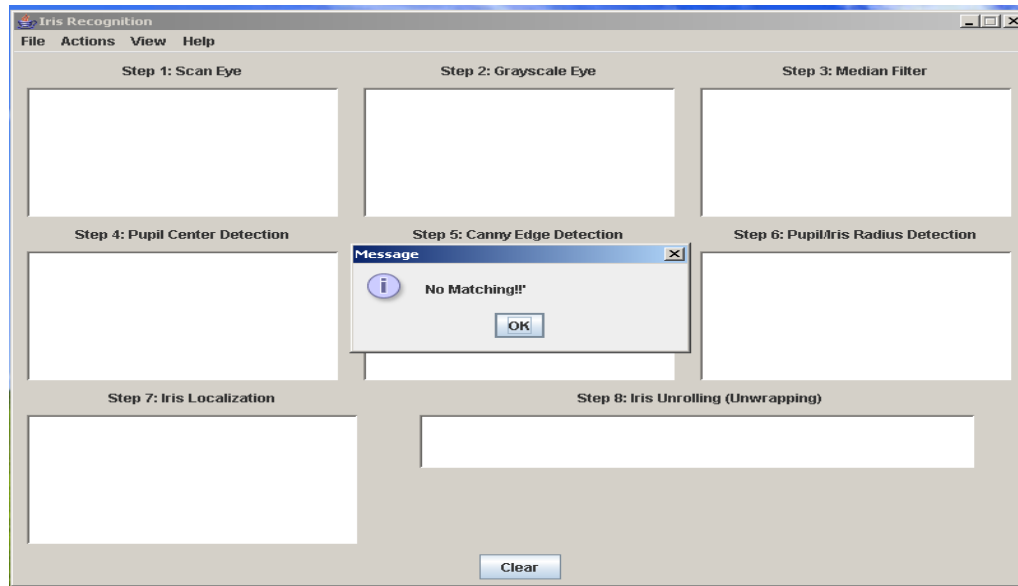 Iris Recognition
File Actions View Help
Step 1: Scan Eye
Step 2: Grayscale Eye
Step 3: Median Filter
Step 4: Pupil Center Detection
Step 5: Canny Edge Detection
Step 6: Pupil/Iris Radius Detection
Message
No Matching!!'
OK
Step 7: Iris Localization
Step 8: Iris Unrolling (Unwrapping)
Clear